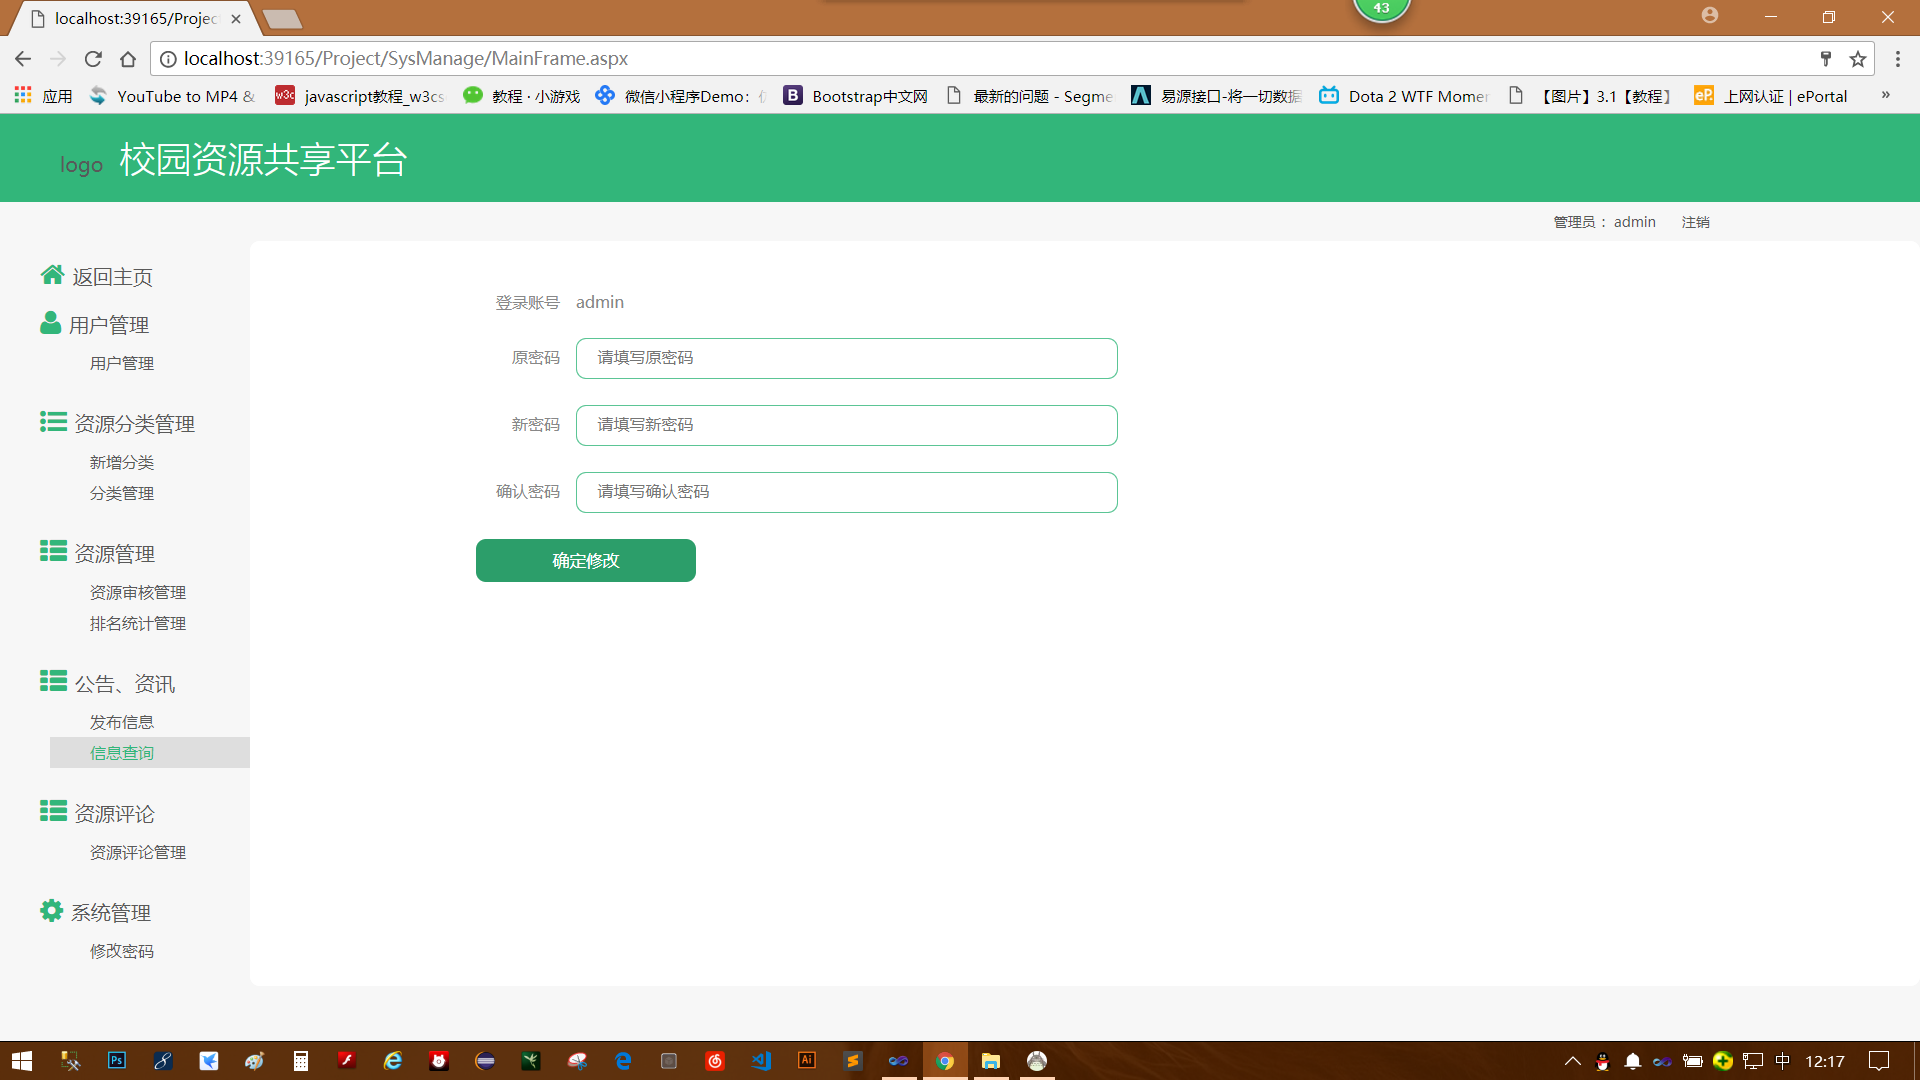 localhost:39165/Projec
43
localhost:39165/Project/SysManage/MainFrame.aspx
应用 YouTube to MP4 & javascript教程_w3cs 教程 · 小游戏 微信小程序Demo： Bootstrap中文网 最新的问题 - Segme 易源接口-将一切数据 Dota 2 WTF Momen 【图片】3.1【教程】 eP. 上网认证 | ePortal »
logo 校园资源共享平台
管理员： admin 注销
返回主页
用户管理
用户管理
资源分类管理
新增分类
分类管理
资源管理
资源审核管理
排名统计管理
公告、资讯
发布信息
信息查询
资源评论
资源评论管理
系统管理
修改密码
登录账号 admin
原密码 请填写原密码
新密码 请填写新密码
确认密码 请填写确认密码
确定修改
中 12:17